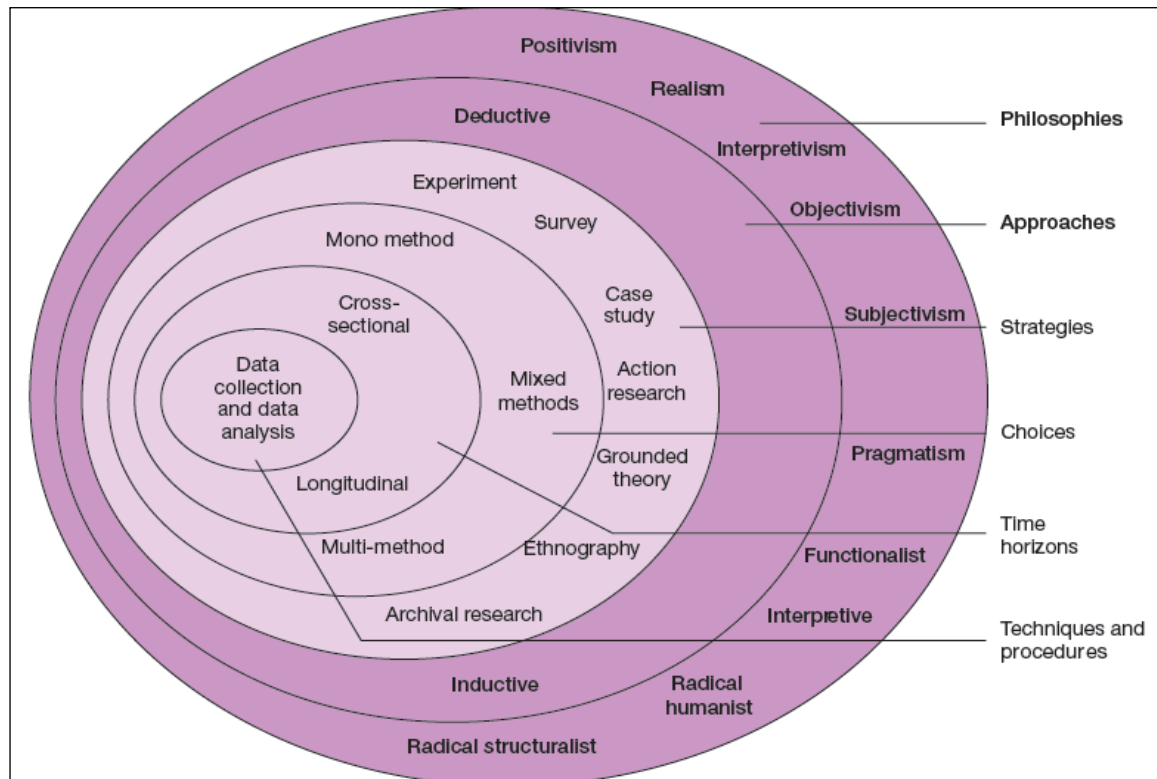 Positivism
Realism
Philosophies
Deductive
Interpretivism
Experiment
Objectivism
Approaches
Survey
Mono method
Case
study
Cross-
sectional
Subjectivism
Strategies
Data
collection
and data
analysis
Mixed
methods
Action
research
Choices
Pragmatism
Grounded
theory
Longitudinal
Time
horizons
Multi-method
Ethnography
Functionalist
Archival research
Interpretive
Techniques and
procedures
Inductive
Radical
humanist
Radical structuralist